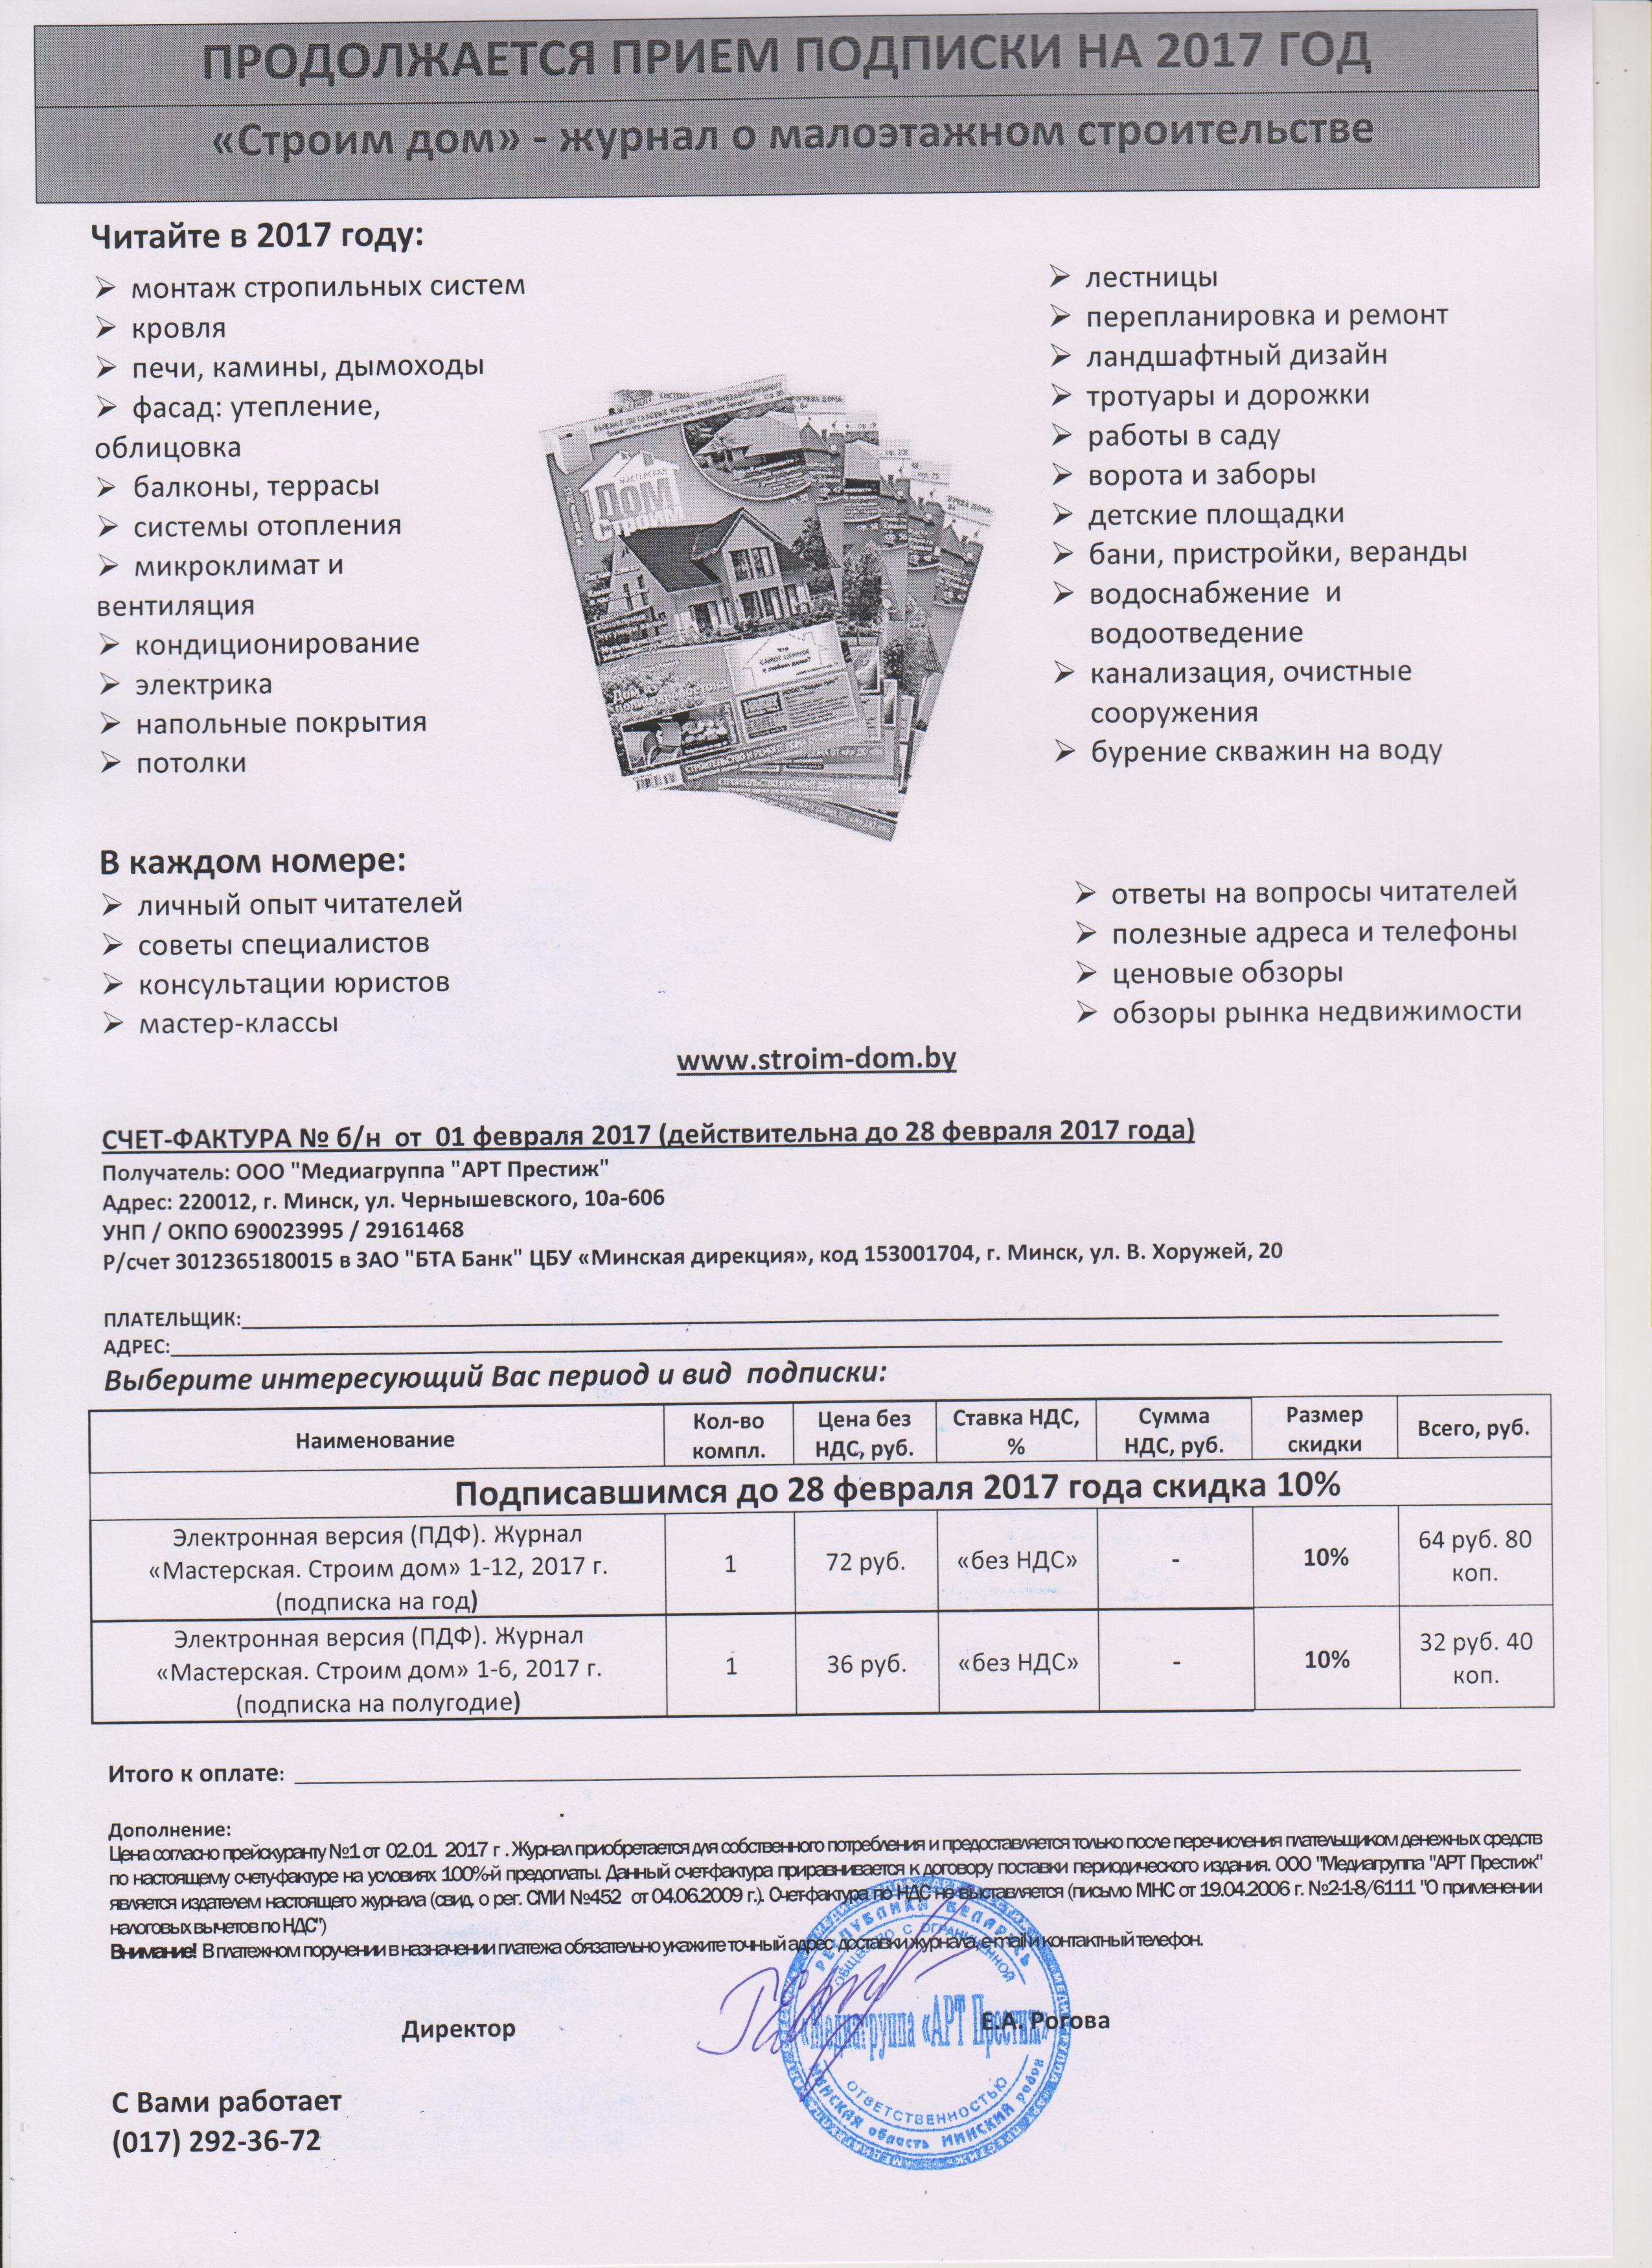 ПРОДОЛЖАЕТСЯ ПРИЕМ ПОДПИСКИ НА 2017 ГОД
«Строим дом» - журнал о малоэтажном строительстве
Читайте в 2017 году:
монтаж стропильных систем
кровля
печи, камины, дымоходы
фасад: утепление,
облицовка
балконы, террасы
системы отопления
микроклимат и
вентиляция
кондиционирование
электрика
напольные покрытия
потолки
лестницы
перепланировка и ремонт
ландшафтный дизайн
тротуары и дорожки
работы в саду
ворота и заборы
детские площадки
бани, пристройки, веранды
водоснабжение и
водоотведение
канализация, очистные
сооружения
бурение скважин на воду
МАСТЕРСКАЯ
ДОМ
Строим
В каждом номере:
личный опыт читателей
советы специалистов
консультации юристов
мастер-классы
ответы на вопросы читателей
полезные адреса и телефоны
ценовые обзоры
обзоры рынка недвижимости
www.stroim-dom.by
СЧЕТ-ФАКТУРА № б/н от 01 февраля 2017 (действительна до 28 февраля 2017 года)
Получатель: ООО "Медиагруппа "АРТ Престиж"
Адрес: 220012, г. Минск, ул. Чернышевского, 10а-606
УНП / ОКПО 690023995 / 29161468
Р/счет 3012365180015 в ЗАО "БТА Банк" ЦБУ «Минская дирекция», код 153001704, г. Минск, ул. В. Хоружей, 20
ПЛАТЕЛЬЩИК:
АДРЕС:
Выберите интересующий Вас период и вид подписки:
Наименование Кол-во компл. Цена без НДС, руб. Ставка НДС, % Сумма НДС, руб. Размер скидки Всего, руб.
Подписавшимся до 28 февраля 2017 года скидка 10%
Электронная версия (ПДФ). Журнал
«Мастерская. Строим дом» 1-12, 2017 г.
(подписка на год)
1 72 руб. «без НДС» - 10% 64 руб. 80 коп.
Электронная версия (ПДФ). Журнал
«Мастерская. Строим дом» 1-6, 2017 г.
(подписка на полугодие)
1 36 руб. «без НДС» - 10% 32 руб. 40 коп.
Итого к оплате:
Дополнение:
Цена согласно прейскуранту №1 от 02.01. 2017 г . Журнал приобретается для собственного потребления и предоставляется только после перечисления плательщиком денежных средств
по настоящему счету-фактуре на условиях 100%-й предоплаты. Данный счет-фактура приравнивается к договору поставки периодического издания. ООО "Медиагруппа "АРТ Престиж"
является издателем настоящего журнала (свид. о рег. СМИ №452 от 04.06.2009 г.). Счет-фактура по НДС не выставляется (письмо МНС от 19.04.2006 г. №2-1-8/6111 "О применении
налоговых вычетов по НДС")
Внимание! В платежном поручении в назначении платежа обязательно укажите точный адрес доставки журнала, e-mail и контактный телефон.
РЕСПУБЛИКА БЕЛАРУСЬ
ОБЩЕСТВО С ОГРАНИЧЕННОЙ
«Медиагруппа «АРТ Престиж»
ОТВЕТСТВЕННОСТЬЮ
МИНСКАЯ область МИНСКИЙ район
Директор
Е.А. Рогова
С Вами работает
(017) 292-36-72